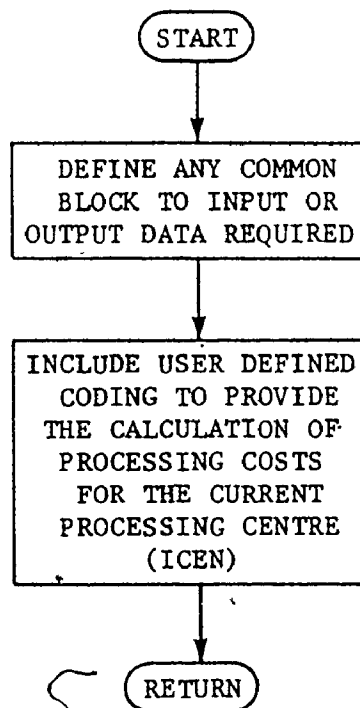 START
DEFINE ANY COMMON
BLOCK TO INPUT OR
OUTPUT DATA REQUIRED
INCLUDE USER DEFINED
CODING TO PROVIDE
THE CALCULATION OF
PROCESSING COSTS
FOR THE CURRENT
PROCESSING CENTRE
(ICEN)
RETURN